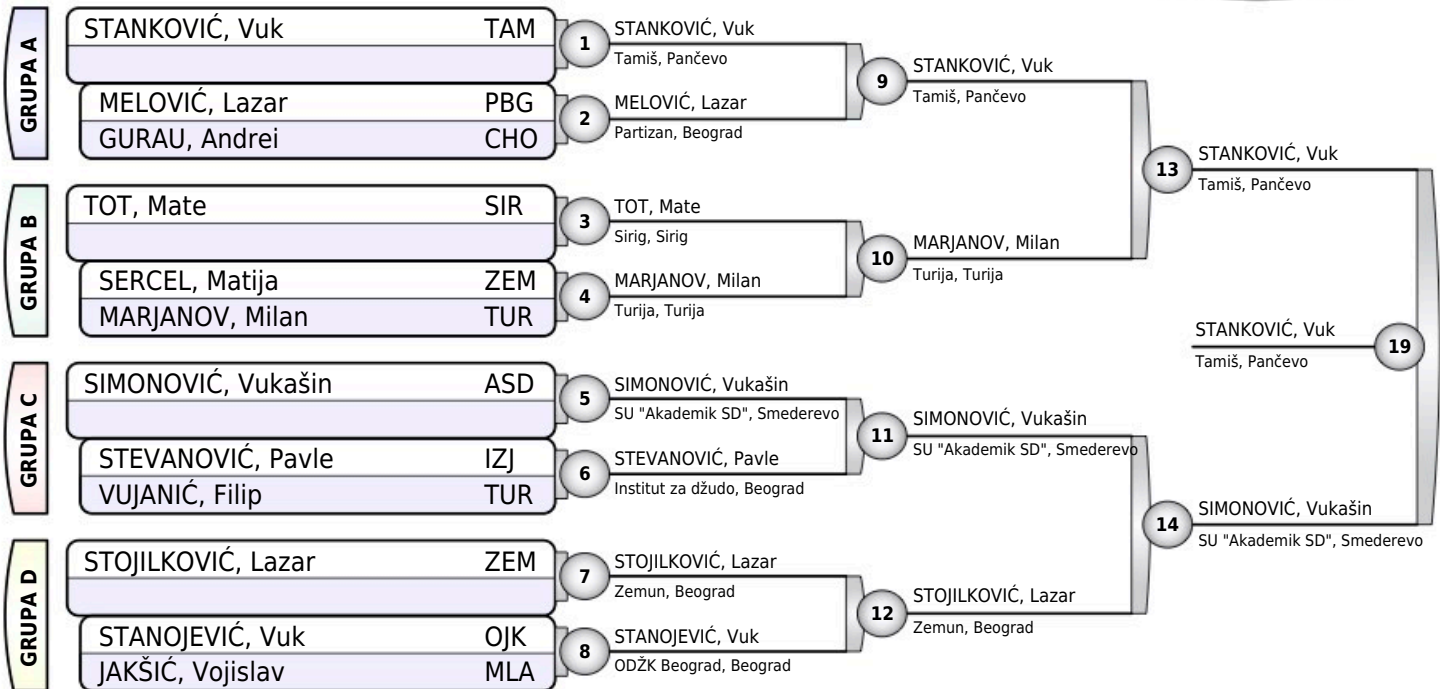 GRUPA A
STANKOVIĆ, Vuk TAM
MELOVIĆ, Lazar PBG
GURAU, Andrei CHO
GRUPA B
TOT, Mate SIR
SERCEL, Matija ZEM
MARJANOV, Milan TUR
GRUPA C
SIMONOVIĆ, Vukašin ASD
STEVANOVIĆ, Pavle IZJ
VUJANIĆ, Filip TUR
GRUPA D
STOJILKOVIĆ, Lazar ZEM
STANOJEVIĆ, Vuk OJK
JAKŠIĆ, Vojislav MLA
1
STANKOVIĆ, Vuk
Tamiš, Pančevo
2
MELOVIĆ, Lazar
Partizan, Beograd
3
TOT, Mate
Sirig, Sirig
4
MARJANOV, Milan
Turija, Turija
5
SIMONOVIĆ, Vukašin
SU "Akademik SD", Smederevo
6
STEVANOVIĆ, Pavle
Institut za džudo, Beograd
7
STOJILKOVIĆ, Lazar
Zemun, Beograd
8
STANOJEVIĆ, Vuk
ODŽK Beograd, Beograd
9
STANKOVIĆ, Vuk
Tamiš, Pančevo
10
MARJANOV, Milan
Turija, Turija
11
SIMONOVIĆ, Vukašin
SU "Akademik SD", Smederevo
12
STOJILKOVIĆ, Lazar
Zemun, Beograd
13
STANKOVIĆ, Vuk
Tamiš, Pančevo
14
SIMONOVIĆ, Vukašin
SU "Akademik SD", Smederevo
STANKOVIĆ, Vuk
Tamiš, Pančevo
19